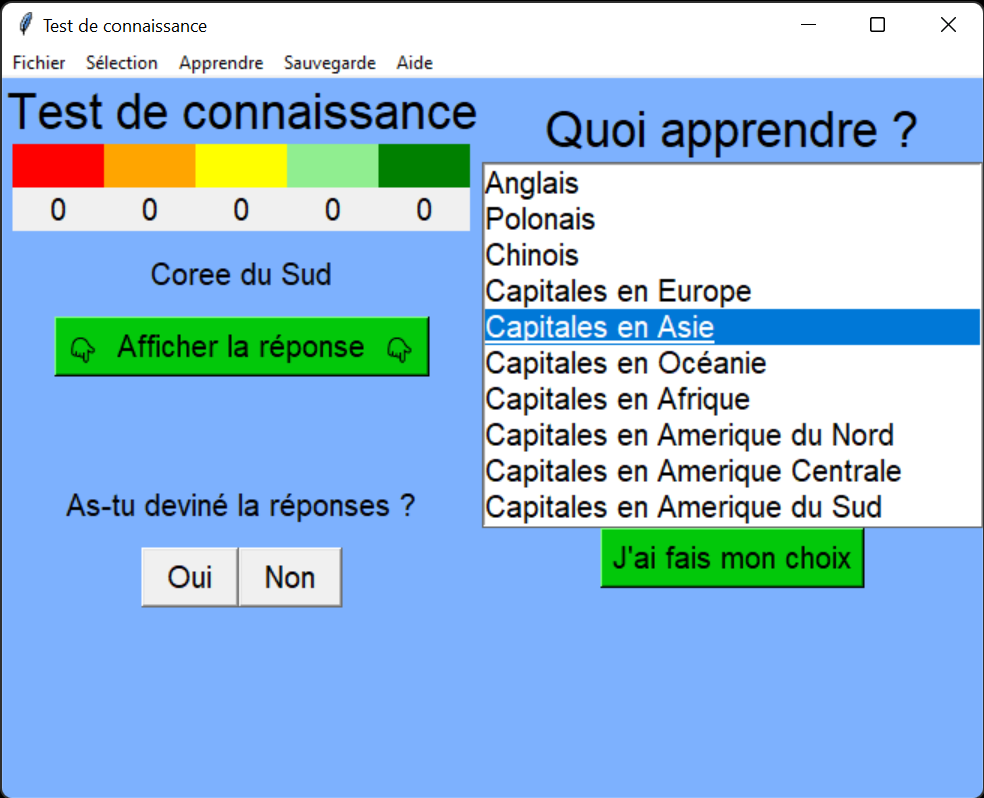 Test de connaissance
Fichier Sélection Apprendre Sauvegarde Aide
Test de connaissance
0 0 0 0 0
Coree du Sud
Afficher la réponse
As-tu deviné la réponses ?
Oui Non
Quoi apprendre ?
Anglais
Polonais
Chinois
Capitales en Europe
Capitales en Asie
Capitales en Océanie
Capitales en Afrique
Capitales en Amerique du Nord
Capitales en Amerique Centrale
Capitales en Amerique du Sud
J'ai fais mon choix